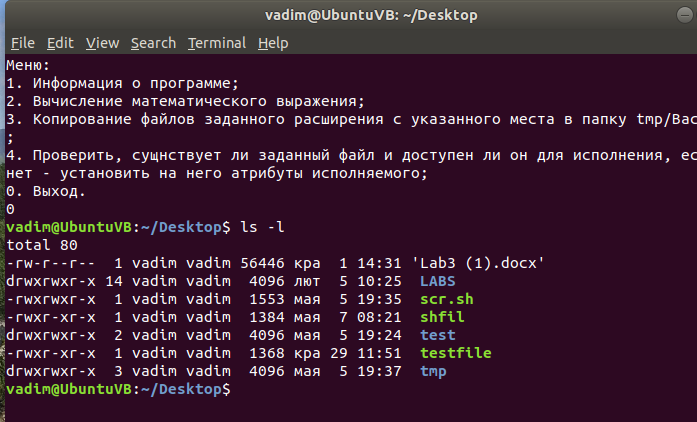 vadim@UbuntuVB: ~/Desktop
File Edit View Search Terminal Help
Меню:
1. Информация о программе;
2. Вычисление математического выражения;
3. Копирование файлов заданного расширения с указанного места в папку tmp/Bac
;
4. Проверить, сущнствует ли заданный файл и доступен ли он для исполнения, ес
нет - установить на него атрибуты исполняемого;
0. Выход.
0
vadim@UbuntuVB:~/Desktop$ ls -l
total 80
-rw-r--r-- 1 vadim vadim 56446 кра 1 14:31 'Lab3 (1).docx'
drwxrwxr-x 14 vadim vadim 4096 лют 5 10:25 LABS
-rwxrwxr-x 1 vadim vadim 1553 мая 5 19:35 scr.sh
-rwxr-xr-x 1 vadim vadim 1384 мая 7 08:21 shfil
drwxrwxr-x 2 vadim vadim 4096 мая 5 19:24 test
-rwxr-xr-x 1 vadim vadim 1368 кра 29 11:51 testfile
drwxrwxr-x 3 vadim vadim 4096 мая 5 19:37 tmp
vadim@UbuntuVB:~/Desktop$